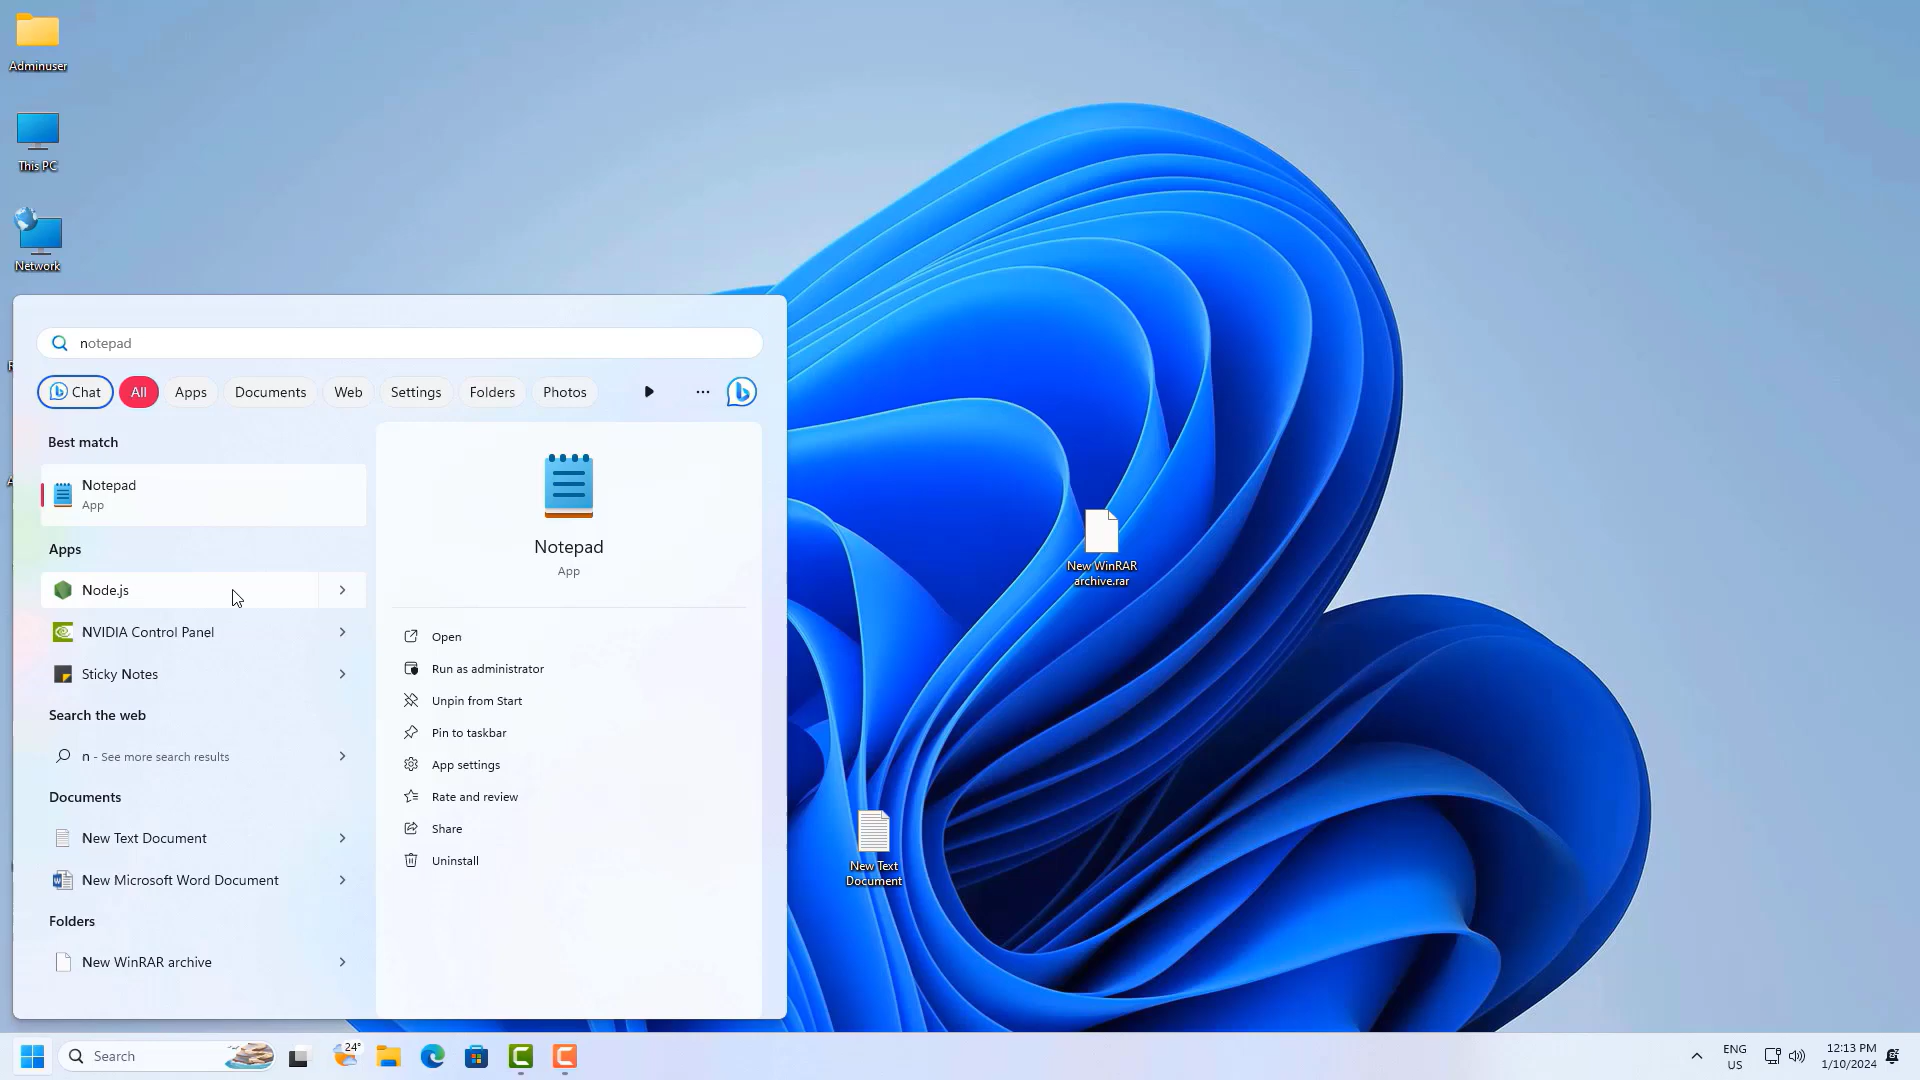 Adminuser
This PC
Network
notepad
Chat
All
Apps
Documents
Web
Settings
Folders
Photos
Best match
Notepad
App
Apps
Node.js
NVIDIA Control Panel
Sticky Notes
Search the web
n - See more search results
Documents
New Text Document
New Microsoft Word Document
Folders
New WinRAR archive
Notepad
App
Open
Run as administrator
Unpin from Start
Pin to taskbar
App settings
Rate and review
Share
Uninstall
New WinRAR
archive.rar
New Text
Document
Search
24°
ENG
US
12:13 PM
1/10/2024